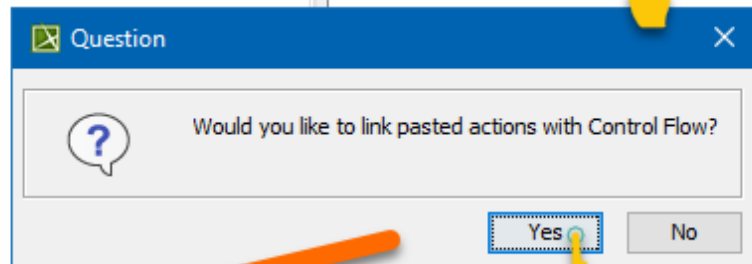 Question
Would you like to link pasted actions with Control Flow?
Yes
No